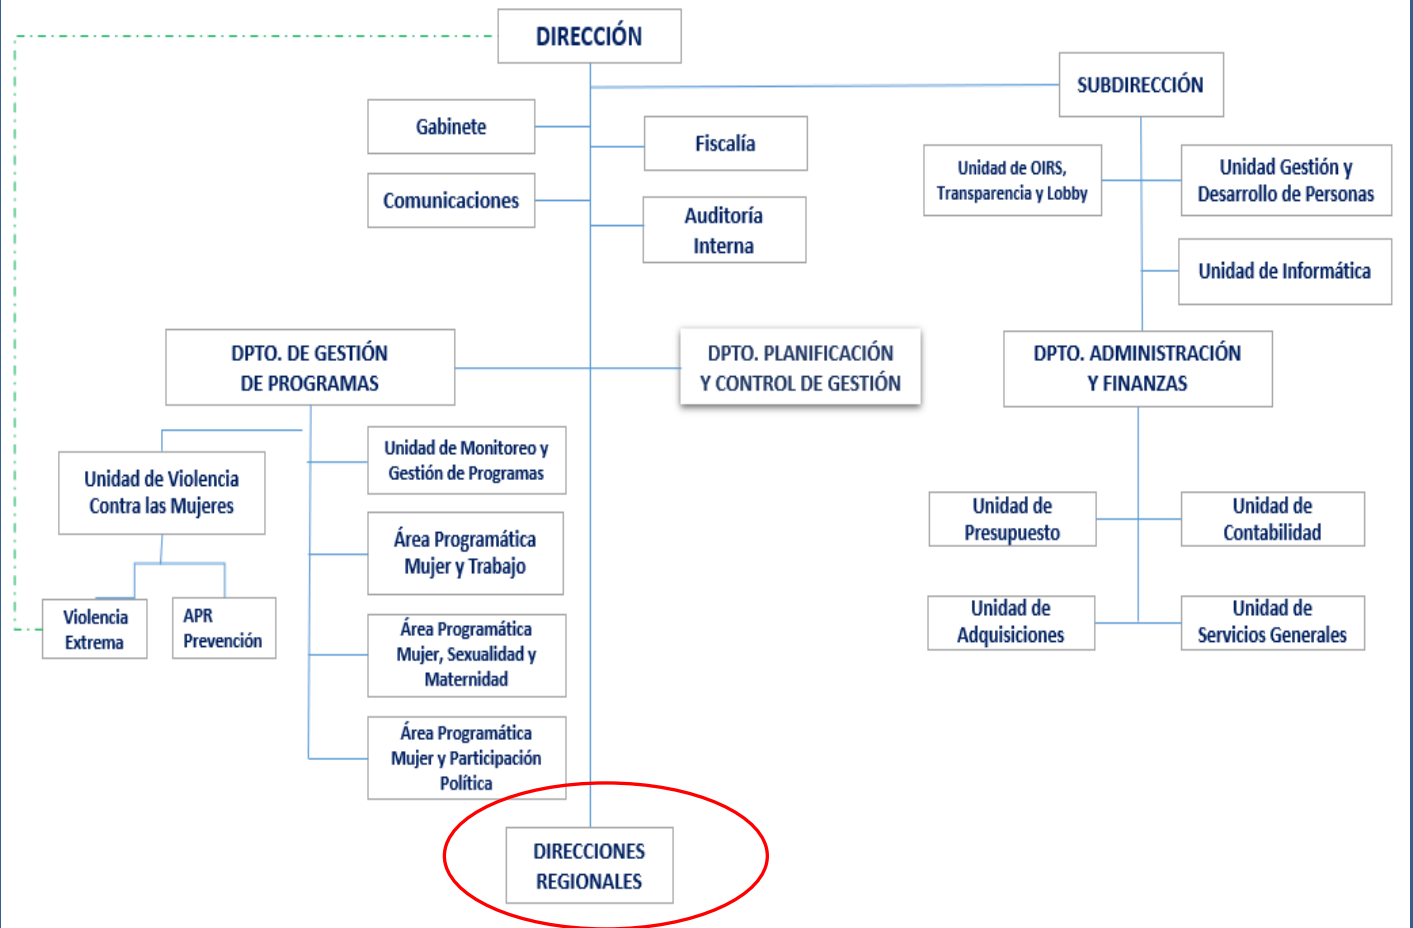 DIRECCIÓN
SUBDIRECCIÓN
Gabinete
Fiscalía
Comunicaciones
Auditoría
Interna
Unidad de OIRS,
Transparencia y Lobby
Unidad Gestión y
Desarrollo de Personas
Unidad de Informática
DPTO. DE GESTIÓN
DE PROGRAMAS
DPTO. PLANIFICACIÓN
Y CONTROL DE GESTIÓN
DPTO. ADMINISTRACIÓN
Y FINANZAS
Unidad de Violencia
Contra las Mujeres
Violencia
Extrema
APR
Prevención
Unidad de Monitoreo y
Gestión de Programas
Área Programática
Mujer y Trabajo
Área Programática
Mujer, Sexualidad y
Maternidad
Área Programática
Mujer y Participación
Política
Unidad de
Presupuesto
Unidad de
Contabilidad
Unidad de
Adquisiciones
Unidad de
Servicios Generales
DIRECCIONES
REGIONALES